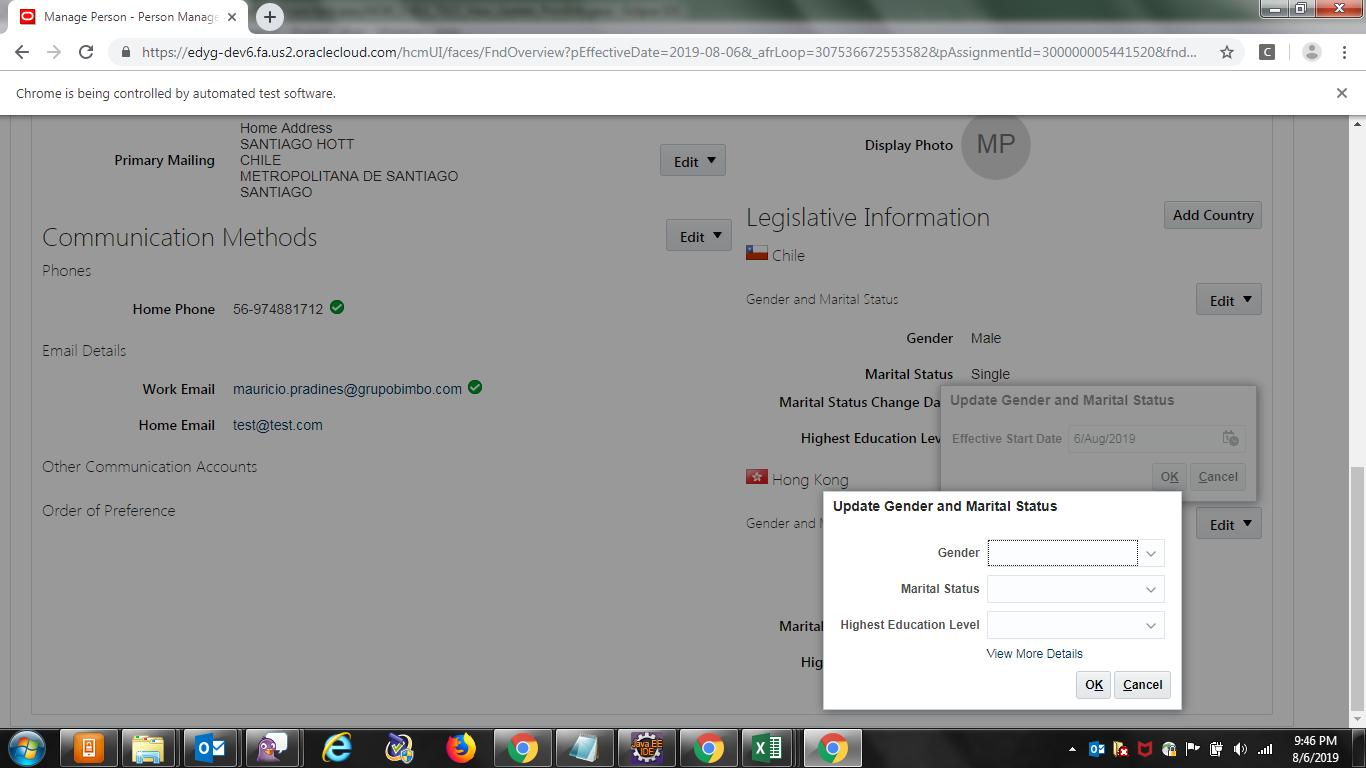 Manage Person - Person Manage
https://edyg-dev6.fa.us2.oraclecloud.com/hcmUI/faces/FndOverview?pEffectiveDate=2019-08-06&_afrLoop=307536672553582&pAssignmentId=300000005441520&fnd...
C
Chrome is being controlled by automated test software.
Home Address
SANTIAGO HOTT
Primary Mailing
CHILE
METROPOLITANA DE SANTIAGO
SANTIAGO
Edit
Display Photo
MP
Communication Methods
Edit
Phones
Home Phone
56-974881712
Email Details
Work Email
mauricio.pradines@grupobimbo.com
Home Email
test@test.com
Other Communication Accounts
Order of Preference
Legislative Information
Add Country
Chile
Gender and Marital Status
Edit
Gender
Male
Marital Status
Single
Marital Status Change Da
Highest Education Lev
Update Gender and Marital Status
Effective Start Date
6/Aug/2019
OK
Cancel
Hong Kong
Gender and M
Edit
Marital
Hig
Update Gender and Marital Status
Gender
Marital Status
Highest Education Level
View More Details
OK
Cancel
Java EE
IDE
9:46 PM
8/6/2019